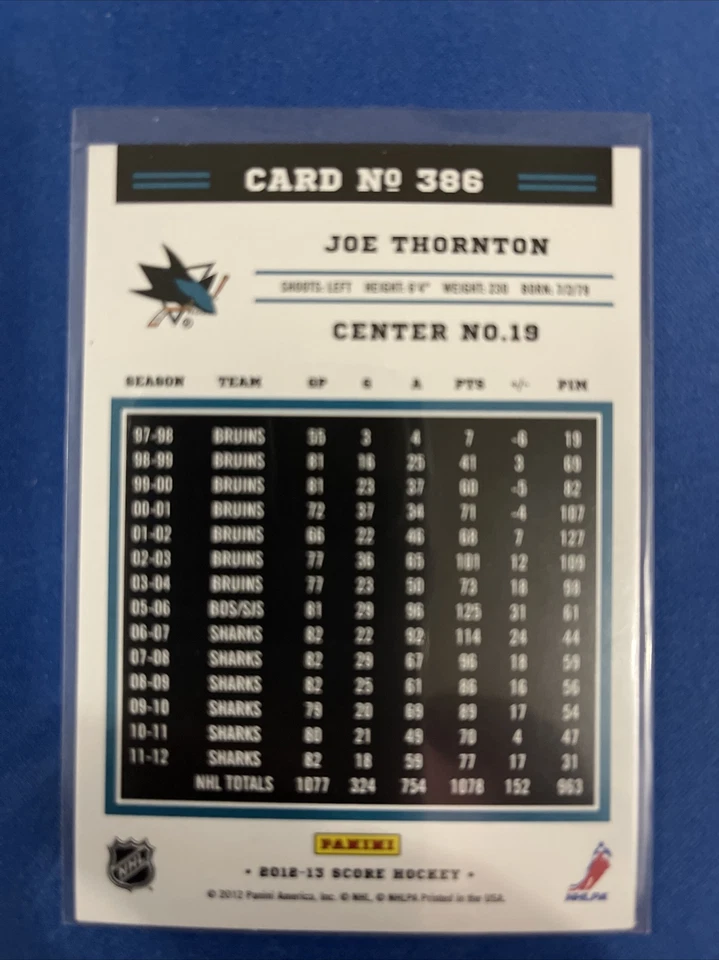 CARD Nº 386
JOE THORNTON
SHOOTS: LEFT HEIGHT: 6'4" WEIGHT: 230 BORN: 7/2/79
CENTER NO.19
SEASON TEAM GP G A PTS +/- PIM
97-98 BRUINS 55 3 4 7 -6 19
98-99 BRUINS 81 16 25 41 3 69
99-00 BRUINS 81 23 37 60 -5 82
00-01 BRUINS 72 37 34 71 -4 107
01-02 BRUINS 66 22 46 68 7 127
02-03 BRUINS 77 36 65 101 12 109
03-04 BRUINS 77 23 50 73 18 98
05-06 BOS/SJS 81 29 96 125 31 61
06-07 SHARKS 82 22 92 114 24 44
07-08 SHARKS 82 29 67 96 18 59
08-09 SHARKS 82 25 61 86 16 56
09-10 SHARKS 79 20 69 89 17 54
10-11 SHARKS 80 21 49 70 4 47
11-12 SHARKS 82 18 59 77 17 31
NHL TOTALS 1077 324 754 1078 152 963
PANINI
NHL
• 2012-13 SCORE HOCKEY •
NHLPA
© 2012 Panini America, Inc. © NHL, © NHLPA Printed in the USA.